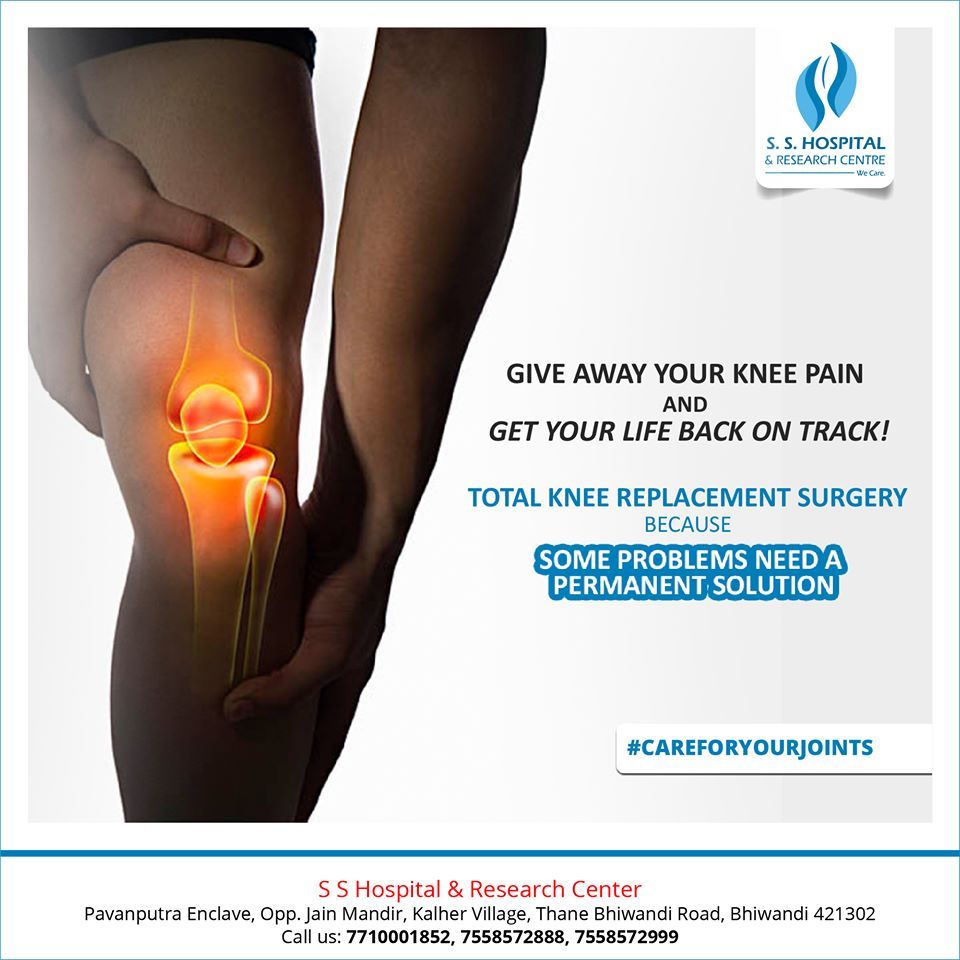 S. S. HOSPITAL
& RESEARCH CENTRE
We Care.
GIVE AWAY YOUR KNEE PAIN
AND
GET YOUR LIFE BACK ON TRACK!
TOTAL KNEE REPLACEMENT SURGERY
BECAUSE
SOME PROBLEMS NEED A
PERMANENT SOLUTION
#CAREFORYOURJOINTS
S S Hospital & Research Center
Pavanputra Enclave, Opp. Jain Mandir, Kalher Village, Thane Bhiwandi Road, Bhiwandi 421302
Call us: 7710001852, 7558572888, 7558572999